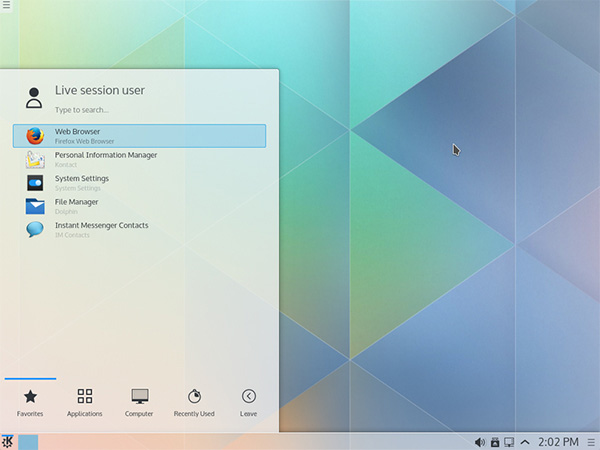 Live session user
Type to search...
Web Browser
Firefox Web Browser
Personal Information Manager
Kontact
System Settings
System Settings
File Manager
Dolphin
Instant Messenger Contacts
IM Contacts
Favorites
Applications
Computer
Recently Used
Leave
2:02 PM